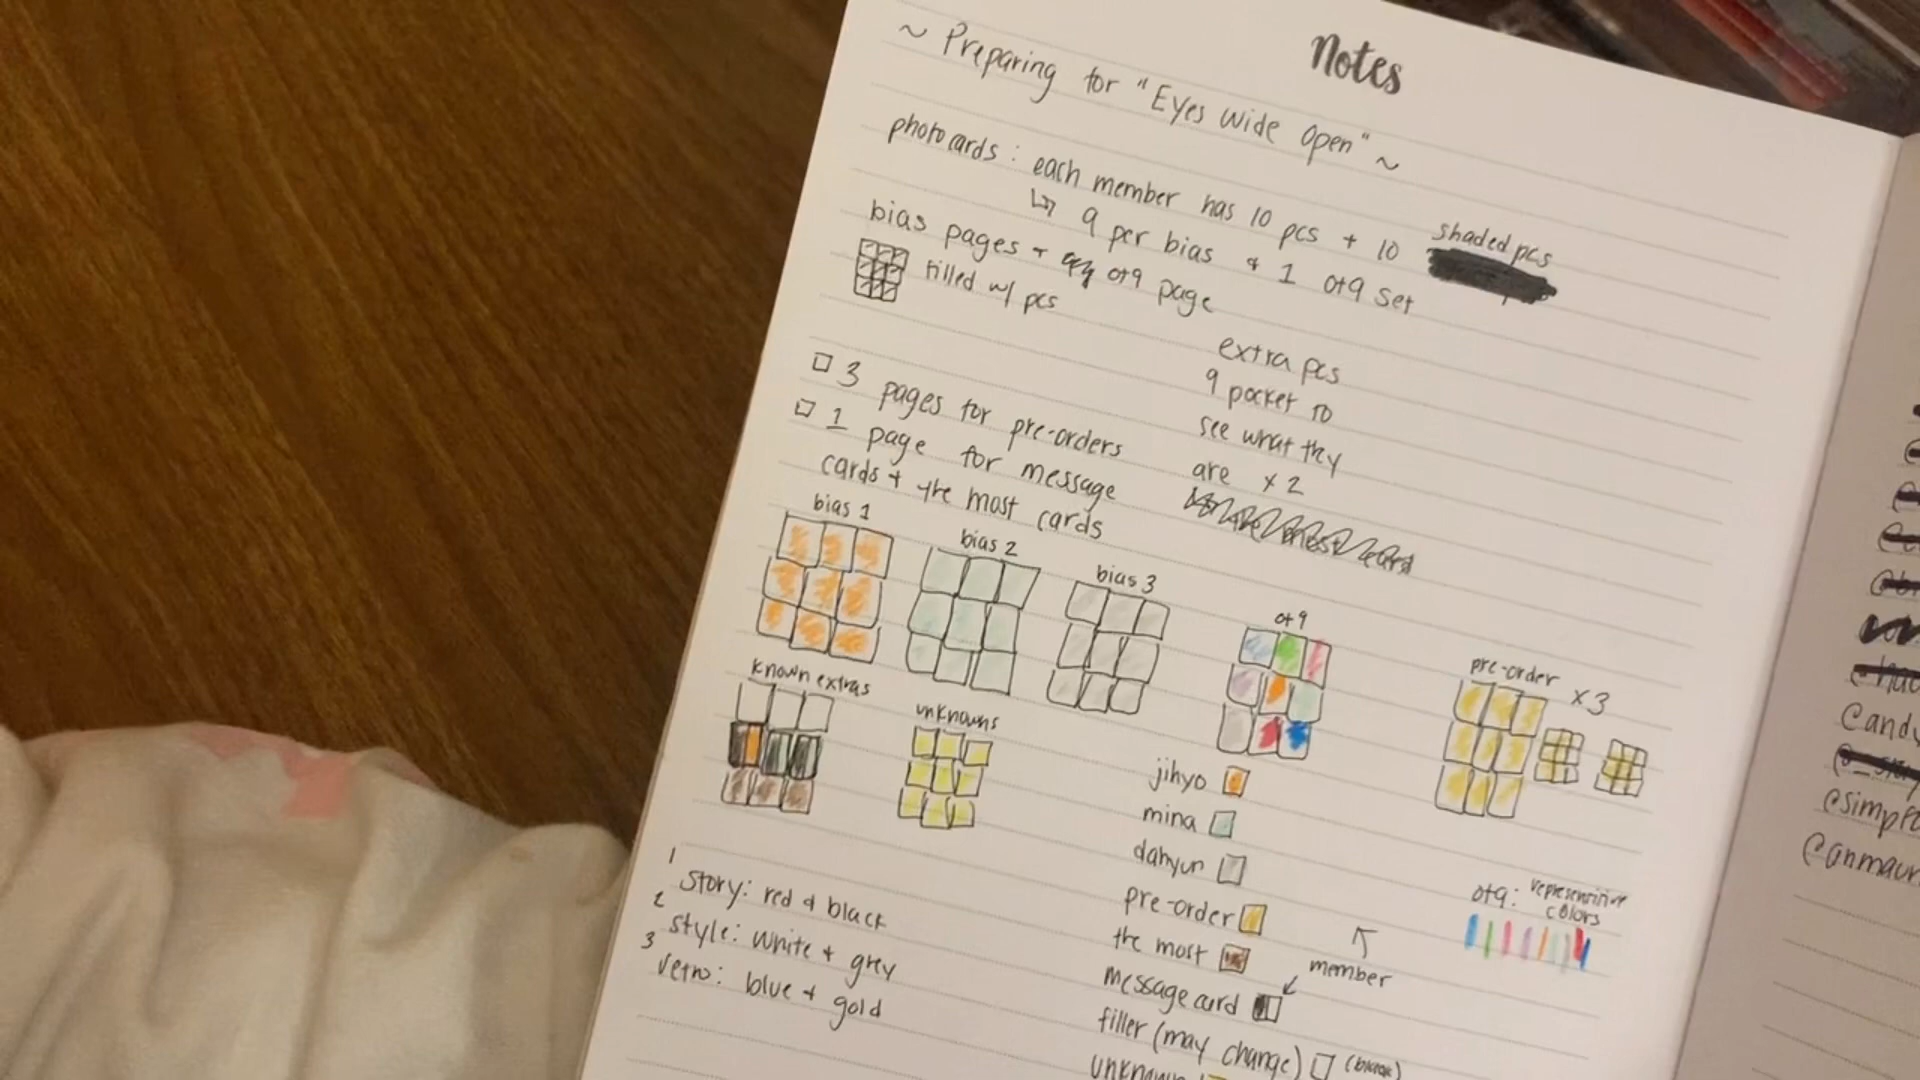 Notes
~ Preparing for "Eyes Wide Open" ~
photocards : each member has 10 pcs + 10 shaded pcs
↳ 9 per bias + 1 ot9 set
bias pages + ot9 page
filled w/ pcs
extra pcs
9 pocket to
see what they
are x 2
□ 3 pages for pre-orders
□ 1 page for message
cards + the most cards
bias 1
bias 2
bias 3
ot9
pre-order x3
known extras
unknowns
jihyo
mina
dahyun
pre-order
the most
message card
filler (may change) (blank)
unknown
member
ot9: colors
1 story: red + black
2 style: white + grey
3 retro: blue + gold
@simpf
@anmaur